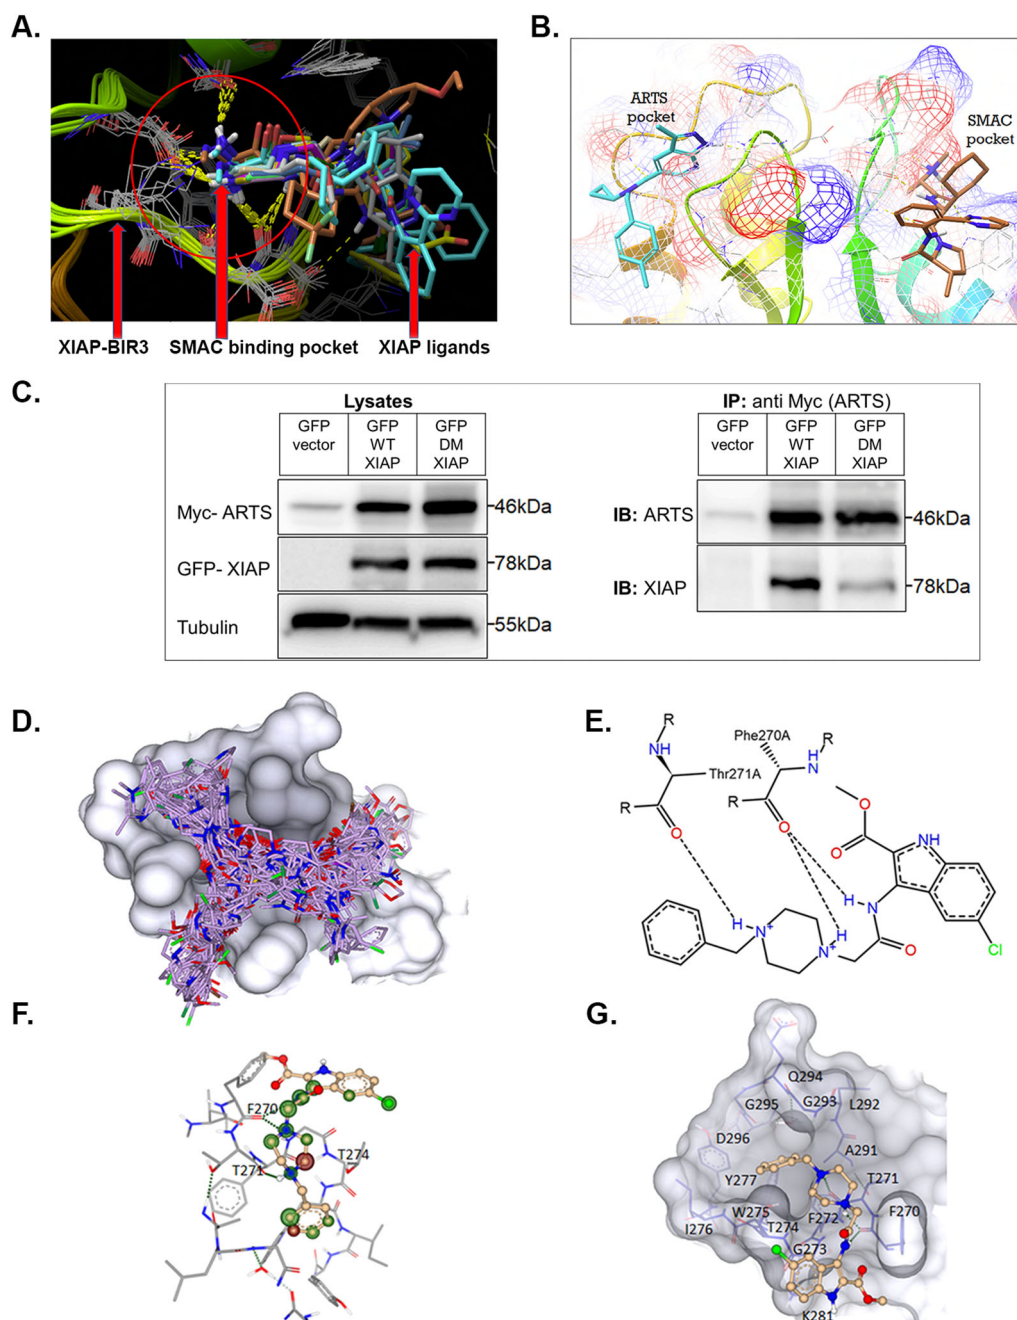 A.
XIAP-BIR3 SMAC binding pocket XIAP ligands
B.
ARTS
pocket
SMAC
pocket
C.
Lysates
GFP
vector
GFP
WT
XIAP
GFP
DM
XIAP
Myc- ARTS
-46kDa
GFP- XIAP
-78kDa
Tubulin
-55kDa
IP: anti Myc (ARTS)
GFP
vector
GFP
WT
XIAP
GFP
DM
XIAP
IB: ARTS
-46kDa
IB: XIAP
-78kDa
D.
E.
R
NH
Thr271A
R
O
Phe270A
H
N
R
R
O
O
O
NH
H
N
O
Cl
H
N+
H
N+
F.
F270
T271
T274
G.
Q294
G295
G293
L292
D296
A291
Y277
T271
W275
F272
F270
I276
T274
G273
K281